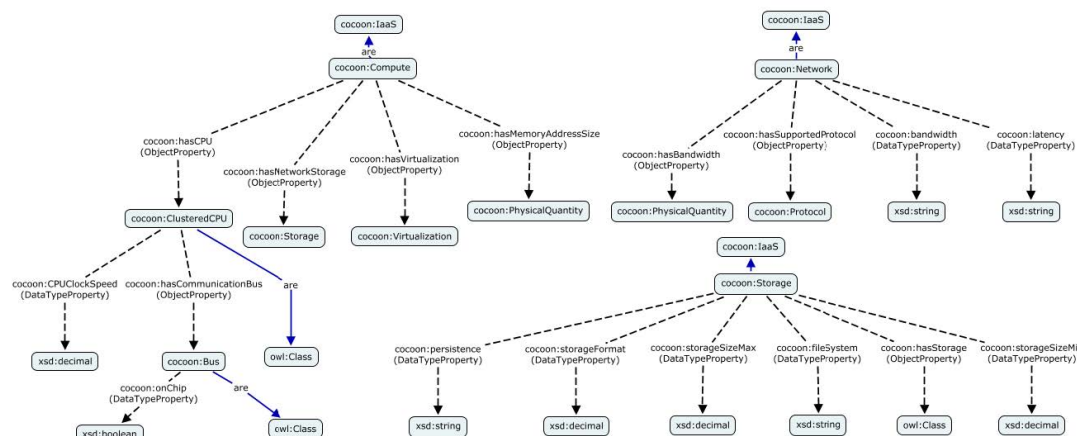 cocoon:IaaS
are
cocoon:Compute
cocoon:hasCPU
(ObjectProperty)
cocoon:hasNetworkStorage
(ObjectProperty)
cocoon:hasVirtualization
(ObjectProperty)
cocoon:hasMemoryAddressSize
(ObjectProperty)
cocoon:ClusteredCPU
cocoon:Storage
cocoon:Virtualization
cocoon:PhysicalQuantity
cocoon:CPUClockSpeed
(DataTypeProperty)
cocoon:hasCommunicationBus
(ObjectProperty)
are
xsd:decimal
cocoon:Bus
owl:Class
cocoon:onChip
(DataTypeProperty)
are
xsd:boolean
owl:Class
cocoon:IaaS
are
cocoon:Network
cocoon:hasBandwidth
(ObjectProperty)
cocoon:hasSupportedProtocol
(ObjectProperty)
cocoon:bandwidth
(DataTypeProperty)
cocoon:latency
(DataTypeProperty)
cocoon:PhysicalQuantity
cocoon:Protocol
xsd:string
xsd:string
cocoon:IaaS
cocoon:Storage
cocoon:persistence
(DataTypeProperty)
cocoon:storageFormat
(DataTypeProperty)
cocoon:storageSizeMax
(DataTypeProperty)
cocoon:fileSystem
(DataTypeProperty)
cocoon:hasStorage
(ObjectProperty)
cocoon:storageSizeMi
(DataTypeProperty)
xsd:string
xsd:decimal
xsd:decimal
xsd:string
owl:Class
xsd:decimal